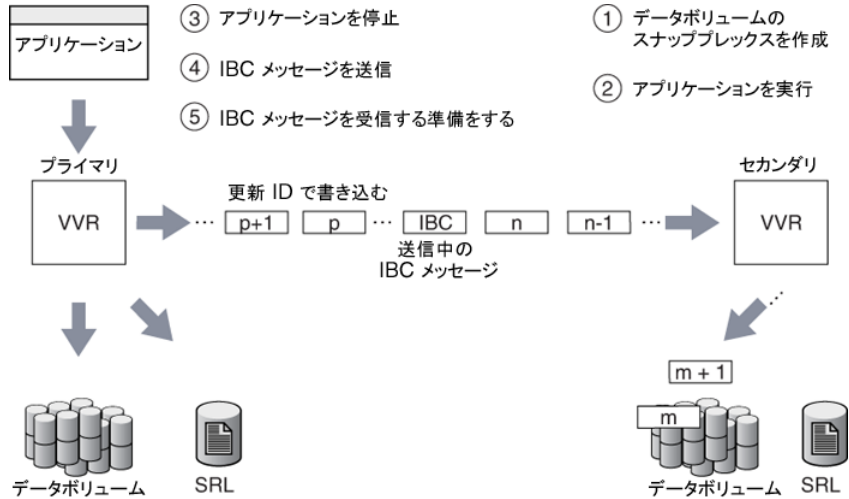 アプリケーション
③ アプリケーションを停止
④ IBC メッセージを送信
⑤ IBC メッセージを受信する準備をする
① データボリュームの
スナッププレックスを作成
② アプリケーションを実行
プライマリ
VVR
更新 ID で書き込む
… p+1 p … IBC n n-1 …
送信中の
IBC メッセージ
セカンダリ
VVR
データボリューム
SRL
m + 1
m
データボリューム
SRL